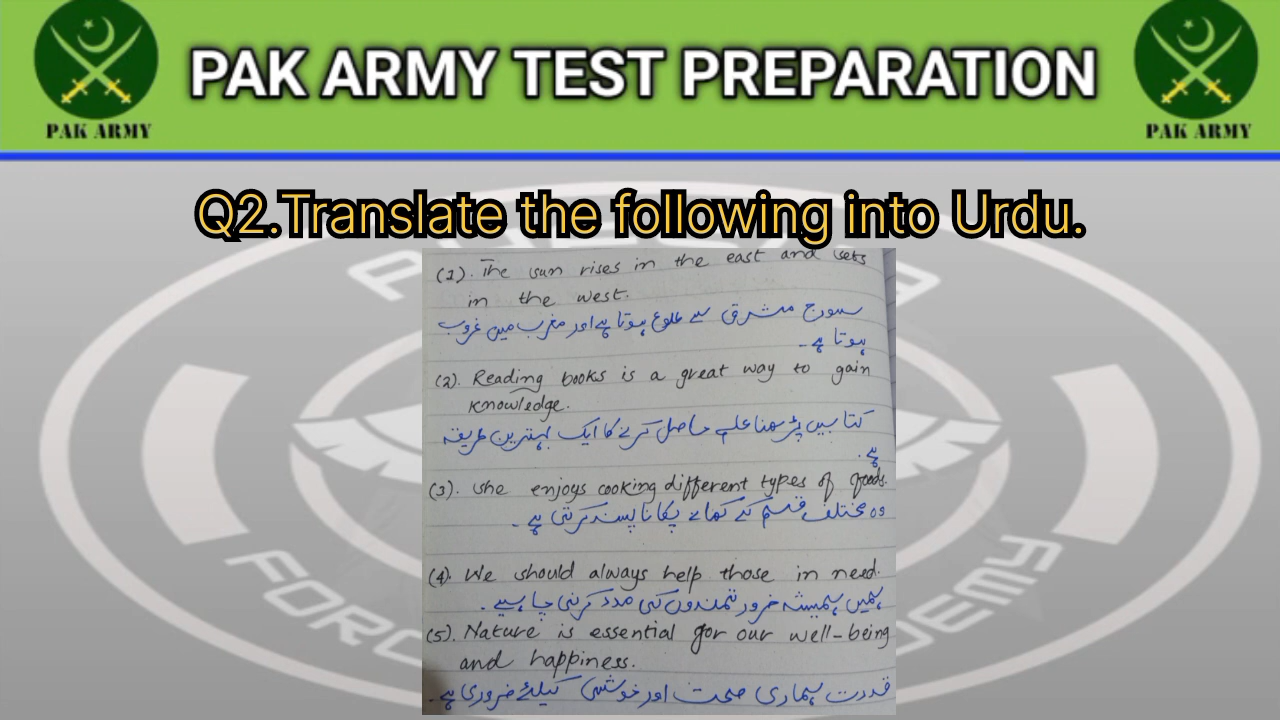 PAK ARMY TEST PREPARATION
PAK ARMY
PAK ARMY
Q2.Translate the following into Urdu.
(1). The sun rises in the east and sets
in the west.
سورج مشرق سے طلوع ہوتا ہے اور مغرب میں غروب
ہوتا ہے۔
(2). Reading books is a great way to gain
knowledge.
کتابیں پڑھنا علم حاصل کرنے کا ایک بہترین طریقہ
ہے۔
(3). She enjoys cooking different types of foods.
وہ مختلف قسم کے کھانے پکانا پسند کرتی ہے۔
(4). We should always help those in need.
ہمیں ہمیشہ ضرورتمندوں کی مدد کرنی چاہیے۔
(5). Nature is essential for our well-being
and happiness.
قدرت ہماری صحت اور خوشی کیلئے ضروری ہے۔
FORC
DEMY